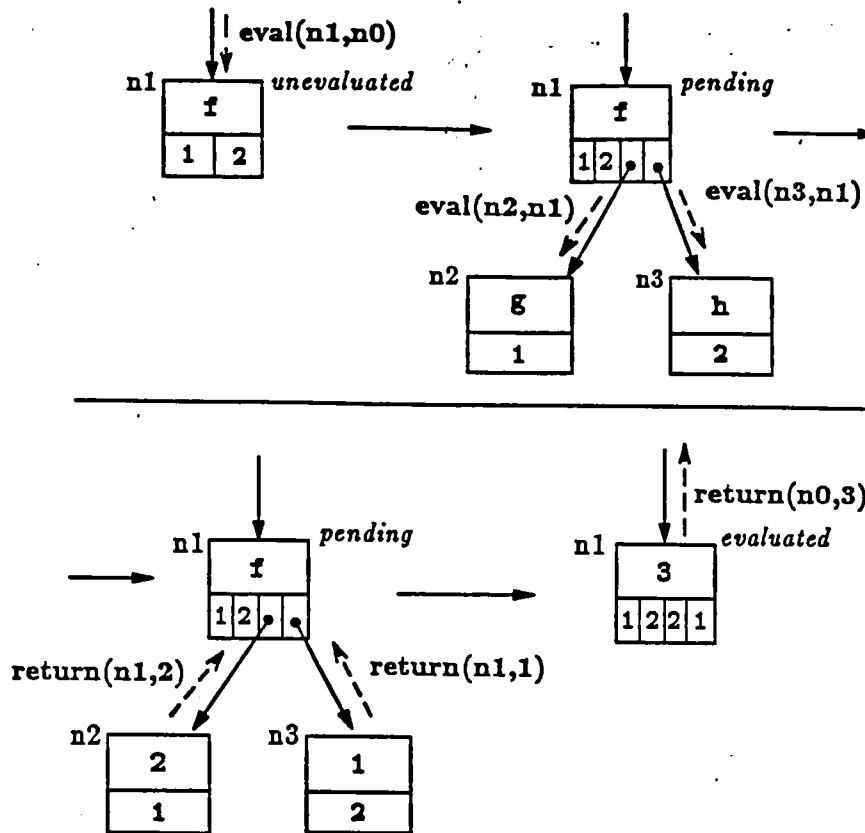 eval(n1,n0)
n1 unevaluated
f
1 2
n1 pending
f
1 2
eval(n2,n1) eval(n3,n1)
n2 n3
g h
1 2
n1 pending
f
1 2
return(n1,2) return(n1,1)
n2 n3
2 1
1 2
return(n0,3)
n1 evaluated
3
1 2 2 1